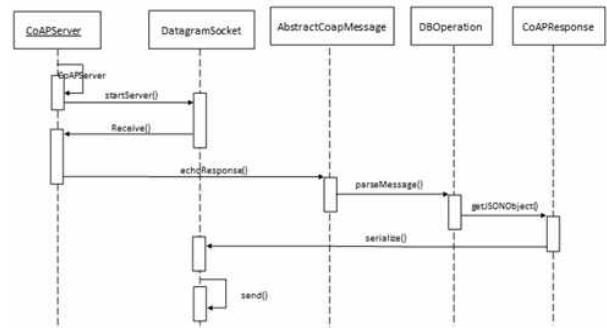 CoAPServer
DatagramSocket
AbstractCoapMessage
DBOperation
CoAPResponse
CoAPServer
startServer()
Receive()
echoResponse()
parseMessage()
getJSONObject()
serialize()
send()